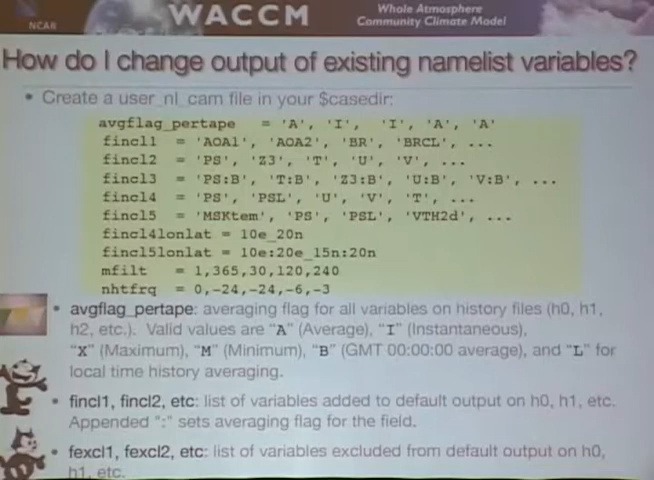 NCAR
WACCM
Whole Atmosphere
Community Climate Model
How do I change output of existing namelist variables?
• Create a user_nl_cam file in your $casedir:
avgflag_pertape = 'A', 'I', 'I', 'A', 'A'
fincl1 = 'AOA1', 'AOA2', 'BR', 'BRCL', ...
fincl2 = 'PS', 'Z3', 'T', 'U', 'V', ...
fincl3 = 'PS:B', 'T:B', 'Z3:B', 'U:B', 'V:B', ...
fincl4 = 'PS', 'PSL', 'U', 'V', 'T', ...
fincl5 = 'MSKtem', 'PS', 'PSL', 'VTH2d', ...
fincl4lonlat = 10e_20n
fincl5lonlat = 10e:20e_15n:20n
mfilt = 1,365,30,120,240
nhtfrq = 0,-24,-24,-6,-3
• avgflag_pertape: averaging flag for all variables on history files (h0, h1,
h2, etc.). Valid values are "A" (Average), "I" (Instantaneous),
"X" (Maximum), "M" (Minimum), "B" (GMT 00:00:00 average), and "L" for
local time history averaging.
• fincl1, fincl2, etc: list of variables added to default output on h0, h1, etc.
Appended ":" sets averaging flag for the field.
• fexcl1, fexcl2, etc: list of variables excluded from default output on h0,
h1, etc.